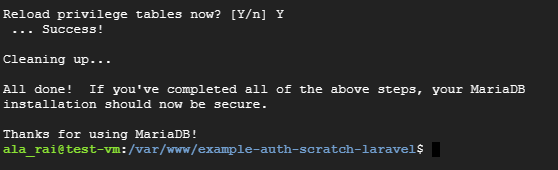 Reload privilege tables now? [Y/n] Y
 ... Success!
Cleaning up...
All done!  If you've completed all of the above steps, your MariaDB
installation should now be secure.
Thanks for using MariaDB!
ala_rai@test-vm:/var/www/example-auth-scratch-laravel$